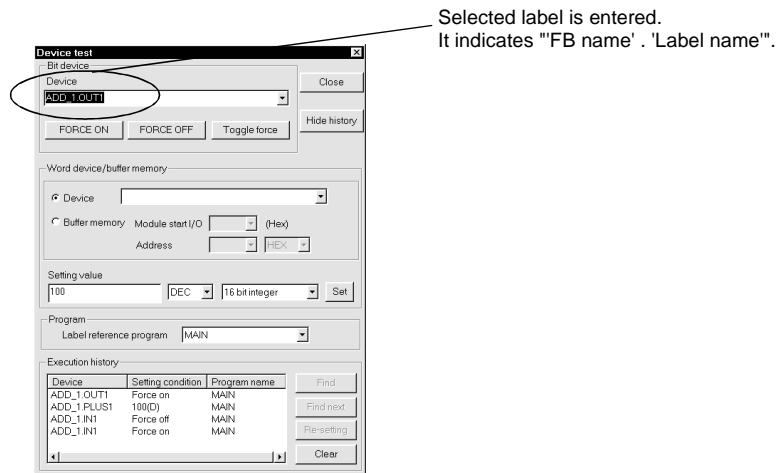 Selected label is entered.
It indicates "'FB name' . 'Label name'".
Device test
Bit device
Device
ADD_1.OUT1
Close
FORCE ON FORCE OFF Toggle force
Hide history
Word device/buffer memory
Device
Buffer memory Module start I/O (Hex)
Address HEX
Setting value
100 DEC 16 bit integer Set
Program
Label reference program MAIN
Execution history
Device Setting condition Program name
ADD_1.OUT1 Force on MAIN
ADD_1.PLUS1 100(D) MAIN
ADD_1.IN1 Force off MAIN
ADD_1.IN1 Force on MAIN
Find
Find next
Re-setting
Clear